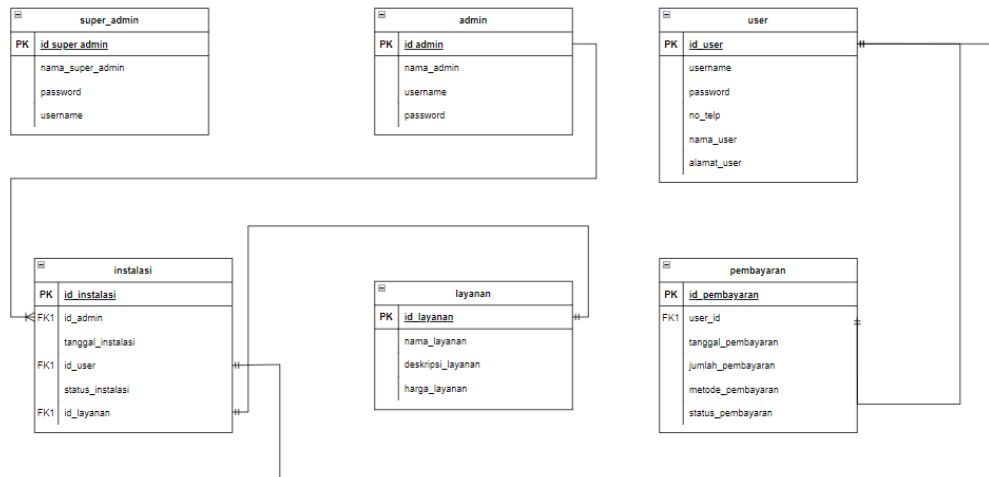 super_admin
PK id super admin
nama_super_admin
password
username
admin
PK id admin
nama_admin
username
password
user
PK id_user
username
password
no_telp
nama_user
alamat_user
instalasi
PK id_instalasi
FK1 id_admin
tanggal_instalasi
FK1 id_user
status_instalasi
FK1 id_layanan
layanan
PK id_layanan
nama_layanan
deskripsi_layanan
harga_layanan
pembayaran
PK id_pembayaran
FK1 user_id
tanggal_pembayaran
jumlah_pembayaran
metode_pembayaran
status_pembayaran